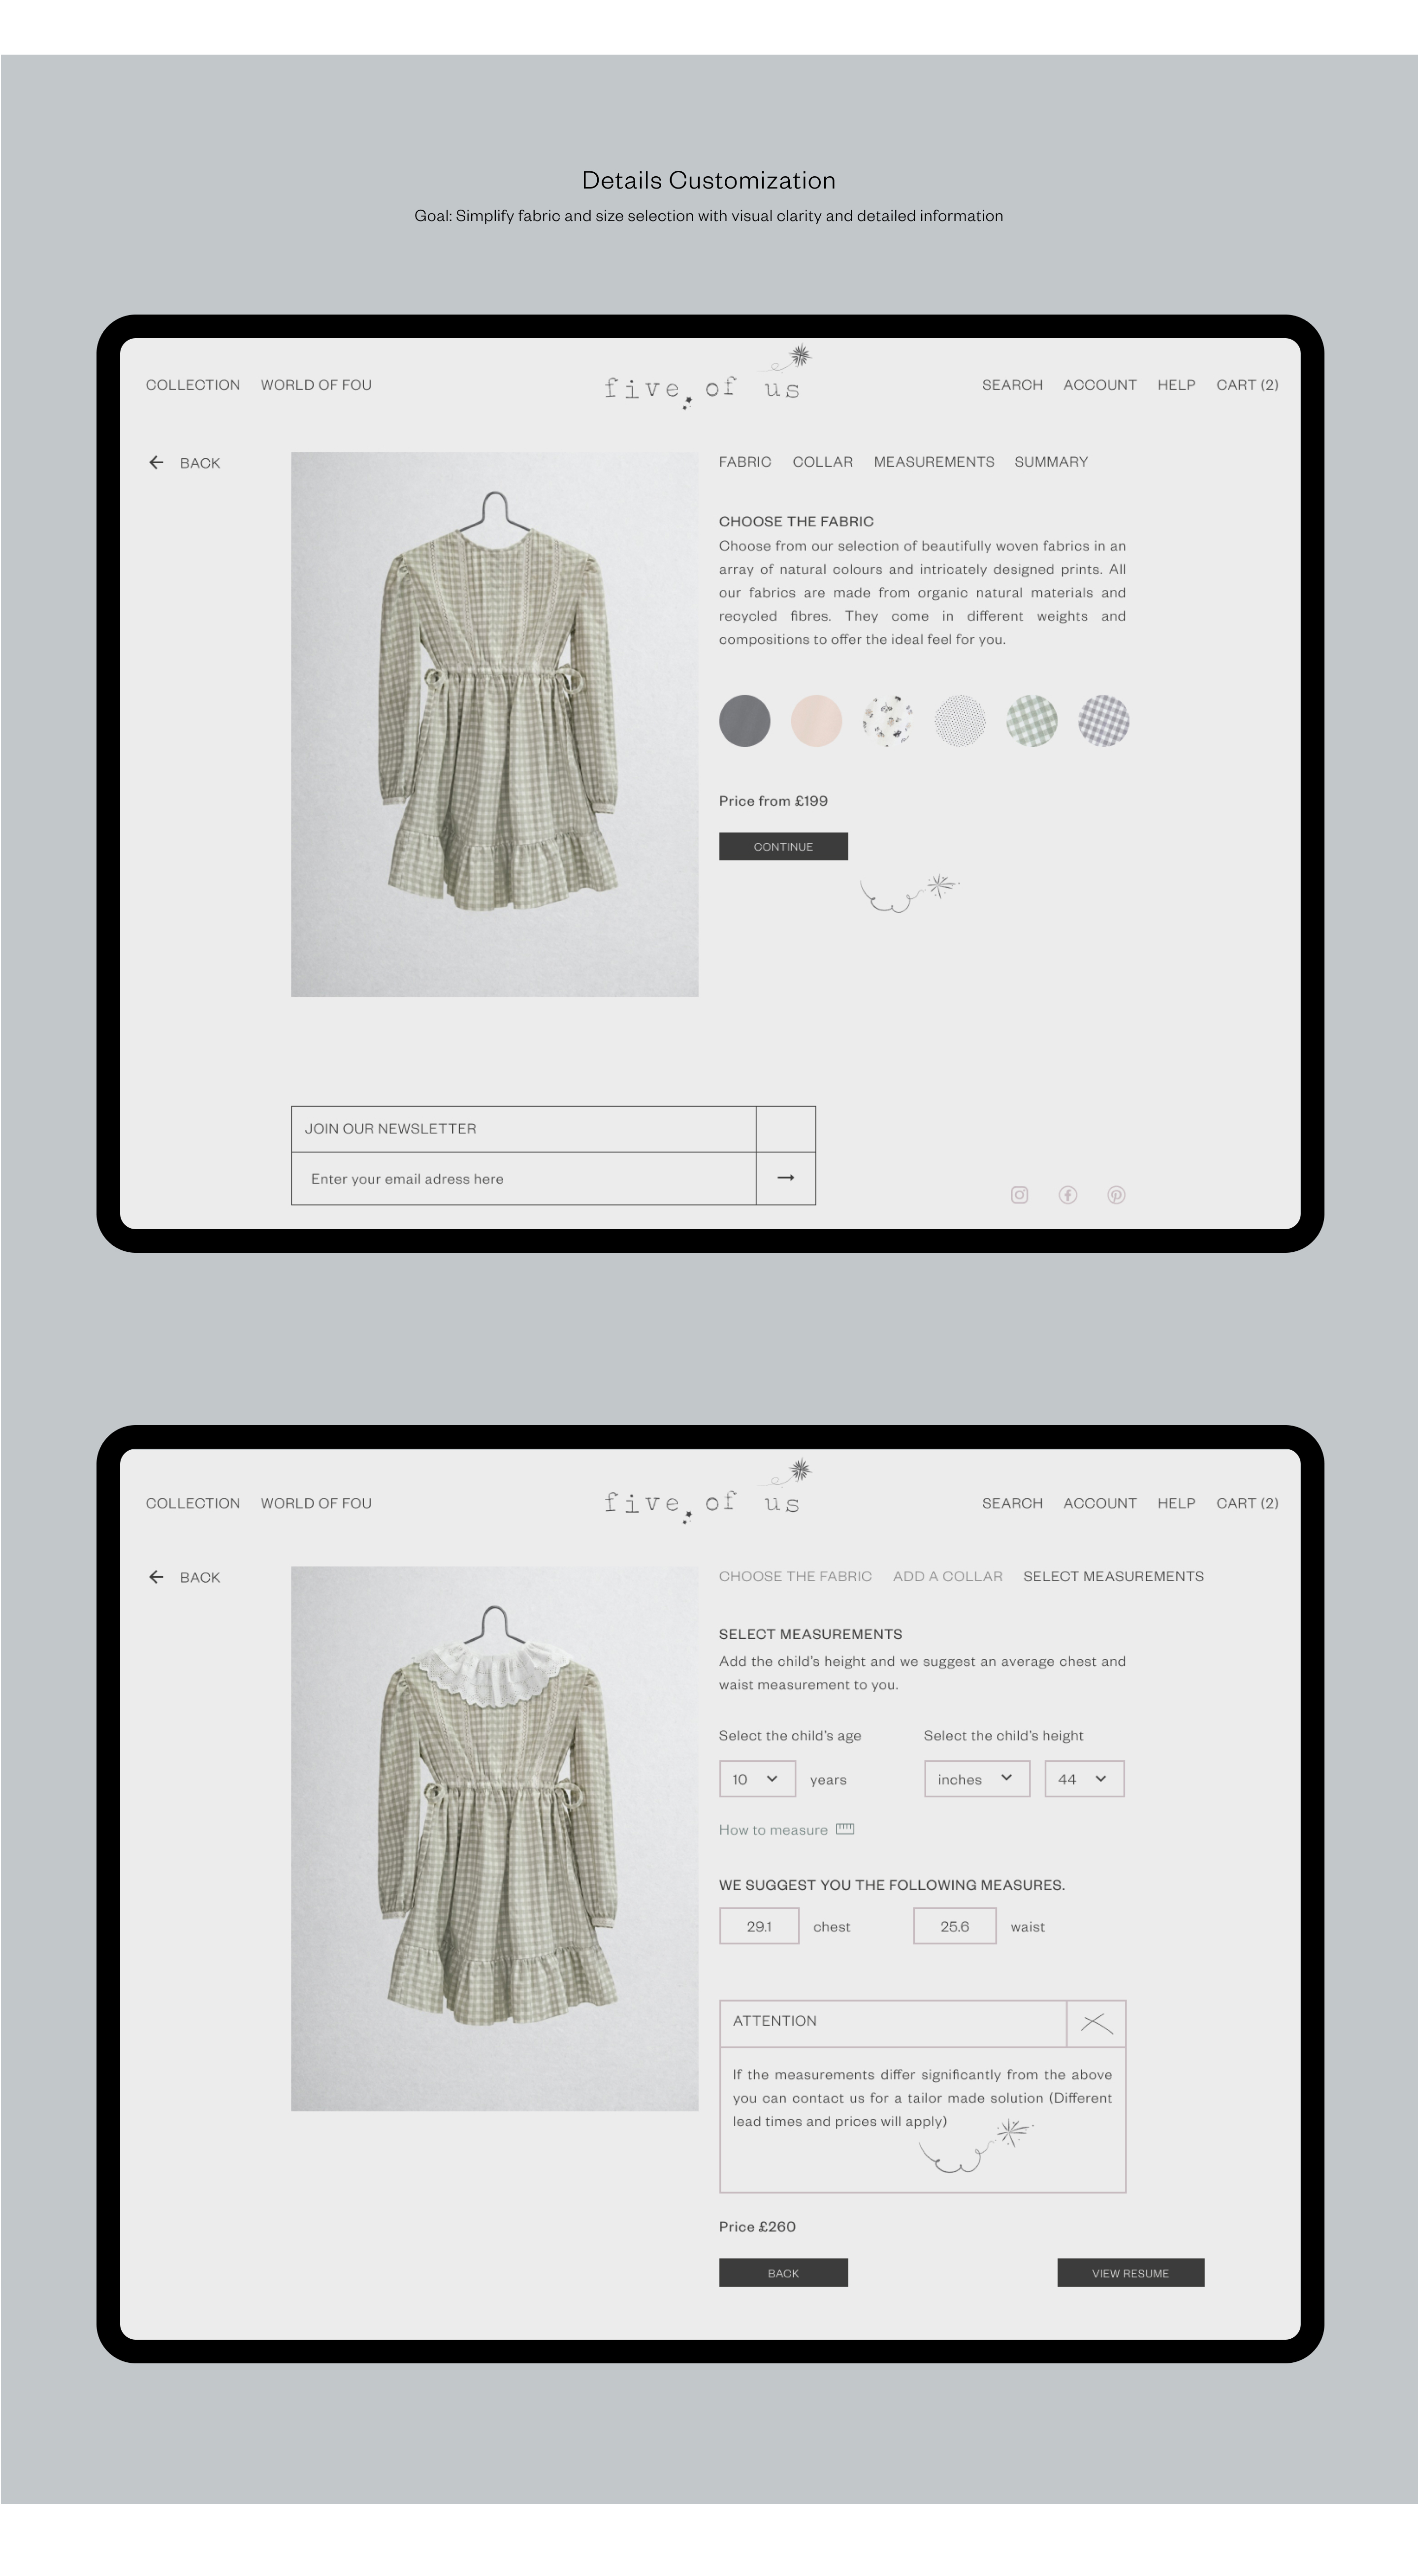 Details Customization
Goal: Simplify fabric and size selection with visual clarity and detailed information
COLLECTION WORLD OF FOU
five of us
SEARCH ACCOUNT HELP CART (2)
BACK
FABRIC COLLAR MEASUREMENTS SUMMARY
CHOOSE THE FABRIC
Choose from our selection of beautifully woven fabrics in an
array of natural colours and intricately designed prints. All
our fabrics are made from organic natural materials and
recycled fibres. They come in different weights and
compositions to offer the ideal feel for you.
Price from £199
CONTINUE
JOIN OUR NEWSLETTER
Enter your email adress here
COLLECTION WORLD OF FOU
five of us
SEARCH ACCOUNT HELP CART (2)
BACK
CHOOSE THE FABRIC ADD A COLLAR SELECT MEASUREMENTS
SELECT MEASUREMENTS
Add the child's height and we suggest an average chest and
waist measurement to you.
Select the child's age Select the child's height
10 years inches 44
How to measure
WE SUGGEST YOU THE FOLLOWING MEASURES.
29.1 chest 25.6 waist
ATTENTION
If the measurements differ significantly from the above
you can contact us for a tailor made solution (Different
lead times and prices will apply)
Price £260
BACK VIEW RESUME